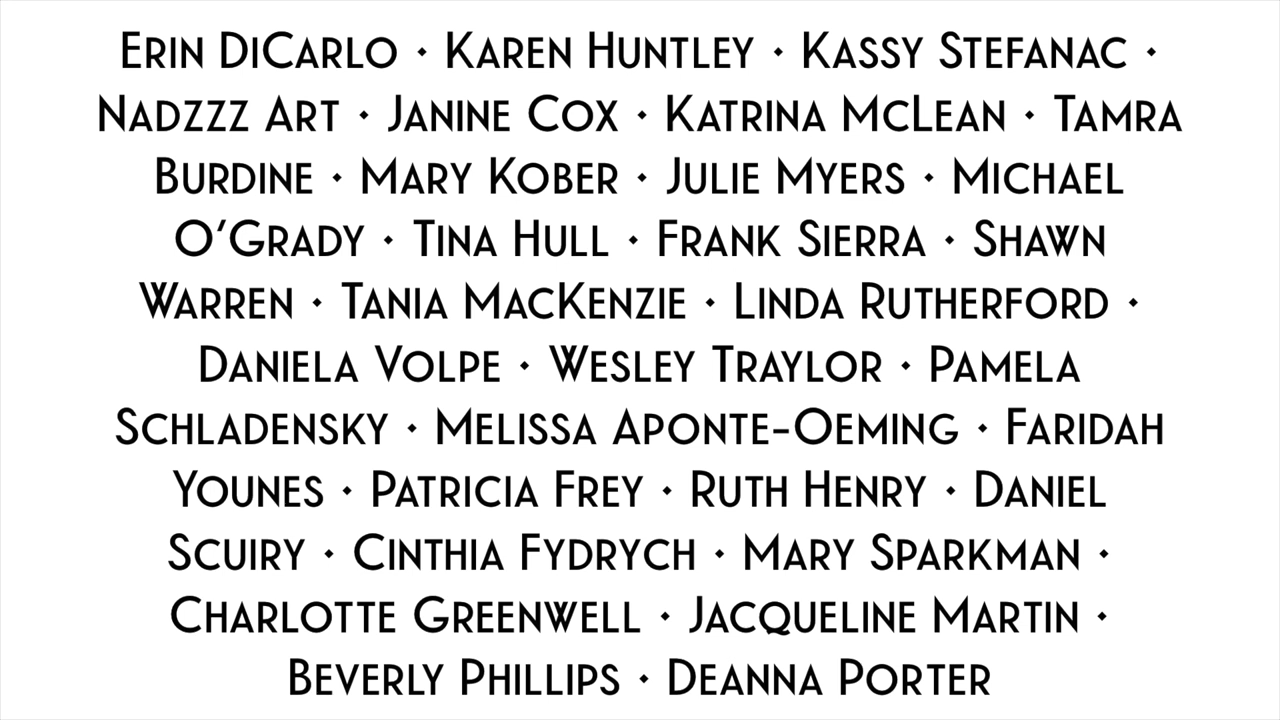 Erin DiCarlo · Karen Huntley · Kassy Stefanac ·
Nadzzz Art · Janine Cox · Katrina McLean · Tamra
Burdine · Mary Kober · Julie Myers · Michael
O’Grady · Tina Hull · Frank Sierra · Shawn
Warren · Tania MacKenzie · Linda Rutherford ·
Daniela Volpe · Wesley Traylor · Pamela
Schladensky · Melissa Aponte-Oeming · Faridah
Younes · Patricia Frey · Ruth Henry · Daniel
Scuiry · Cinthia Fydrych · Mary Sparkman ·
Charlotte Greenwell · Jacqueline Martin ·
Beverly Phillips · Deanna Porter